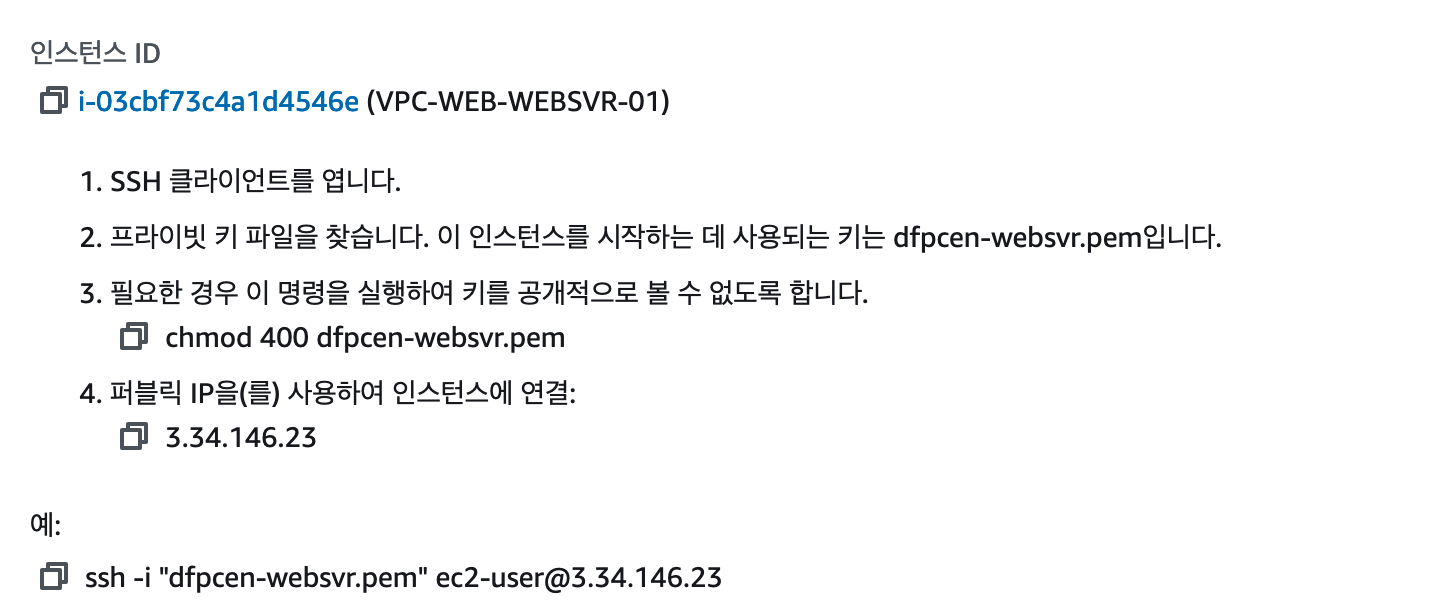 인스턴스 ID
i-03cbf73c4a1d4546e (VPC-WEB-WEBSVR-01)
1. SSH 클라이언트를 엽니다.
2. 프라이빗 키 파일을 찾습니다. 이 인스턴스를 시작하는 데 사용되는 키는 dfpcen-websvr.pem입니다.
3. 필요한 경우 이 명령을 실행하여 키를 공개적으로 볼 수 없도록 합니다.
chmod 400 dfpcen-websvr.pem
4. 퍼블릭 IP을(를) 사용하여 인스턴스에 연결:
3.34.146.23
예:
ssh -i "dfpcen-websvr.pem" ec2-user@3.34.146.23